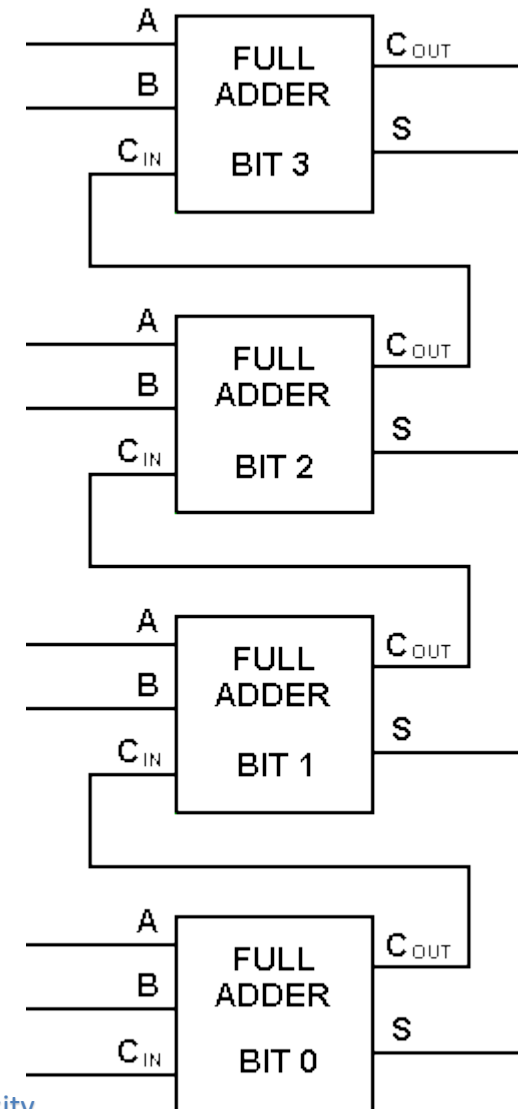 A
FULL
ADDER
C OUT
B
S
C IN
BIT 3
A
FULL
ADDER
C OUT
B
S
C IN
BIT 2
A
FULL
ADDER
C OUT
B
S
C IN
BIT 1
A
FULL
ADDER
C OUT
B
S
C IN
BIT 0